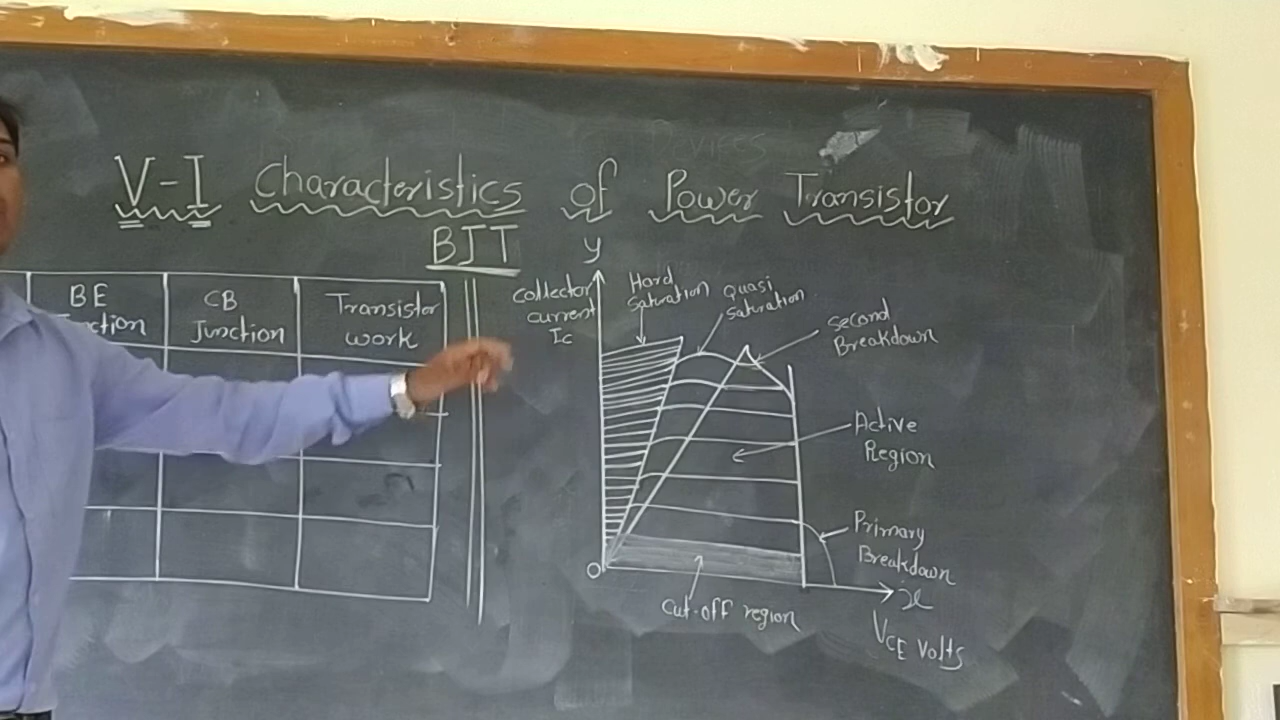 V-I Characteristics of Power Transistor
BJT
BE
CB
Junction
Transistor
work
y
Collector
current
Ic
Hard
saturation
Quasi
saturation
Second
Breakdown
Active
Region
Primary
Breakdown
O
x
Cut-off region
VCE Volts